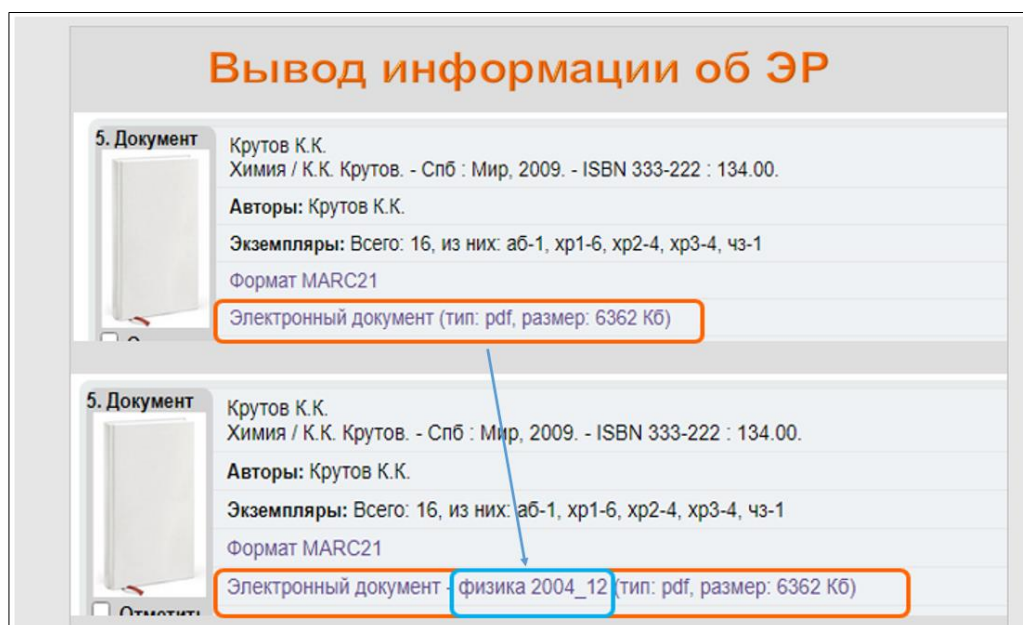 Вывод информации об ЭР
5. Документ
Крутов К.К.
Химия / К.К. Крутов. - Спб : Мир, 2009. - ISBN 333-222 : 134.00.
Авторы: Крутов К.К.
Экземпляры: Всего: 16, из них: аб-1, хр1-6, хр2-4, хр3-4, чз-1
Формат MARC21
Электронный документ (тип: pdf, размер: 6362 Кб)
5. Документ
Крутов К.К.
Химия / К.К. Крутов. - Спб : Мир, 2009. - ISBN 333-222 : 134.00.
Авторы: Крутов К.К.
Экземпляры: Всего: 16, из них: аб-1, хр1-6, хр2-4, хр3-4, чз-1
Формат MARC21
Электронный документ - физика 2004_12 (тип: pdf, размер: 6362 Кб)
Отметить